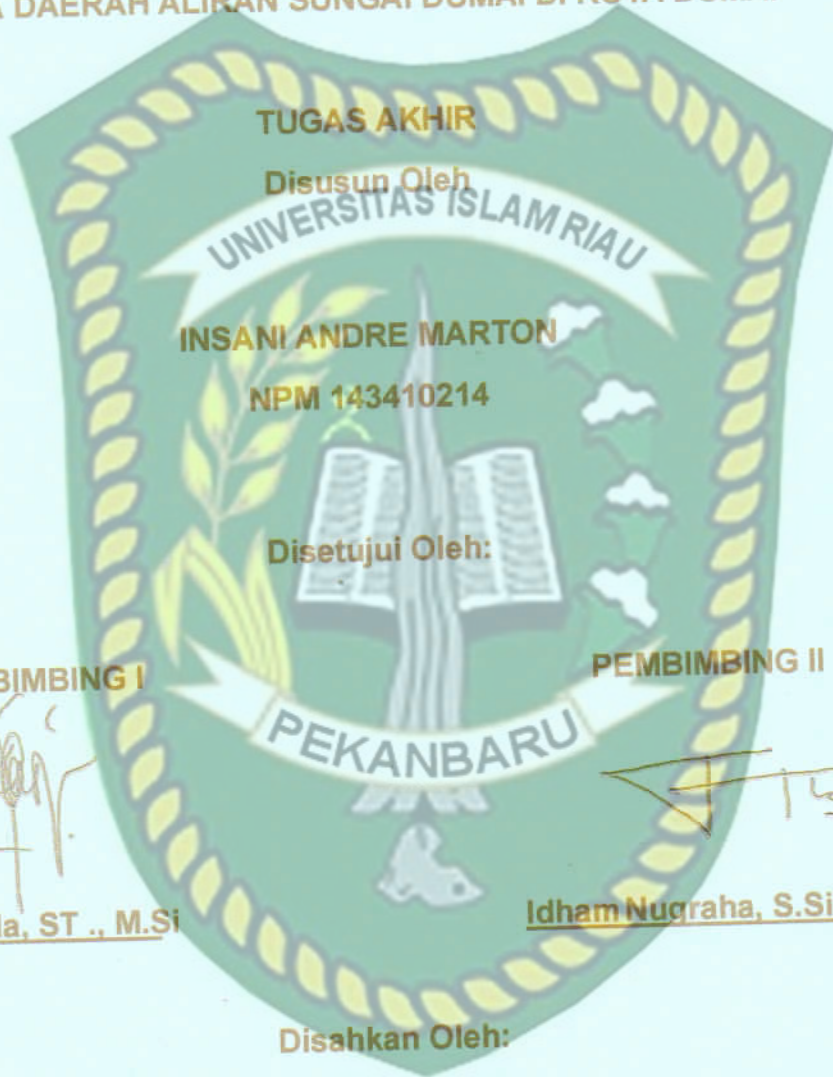 DAERAH ALIRAN SUNGAI DUMAI DI KOTA DUMAI
TUGAS AKHIR
Disusun Oleh
UNIVERSITAS ISLAM RIAU
INSANI ANDRE MARTON
NPM 143410214
Disetujui Oleh:
BIMBING I
PEMBIMBING II
PEKANBARU
ST ., M.Si
Idham Nugraha, S.Si
Disahkan Oleh: